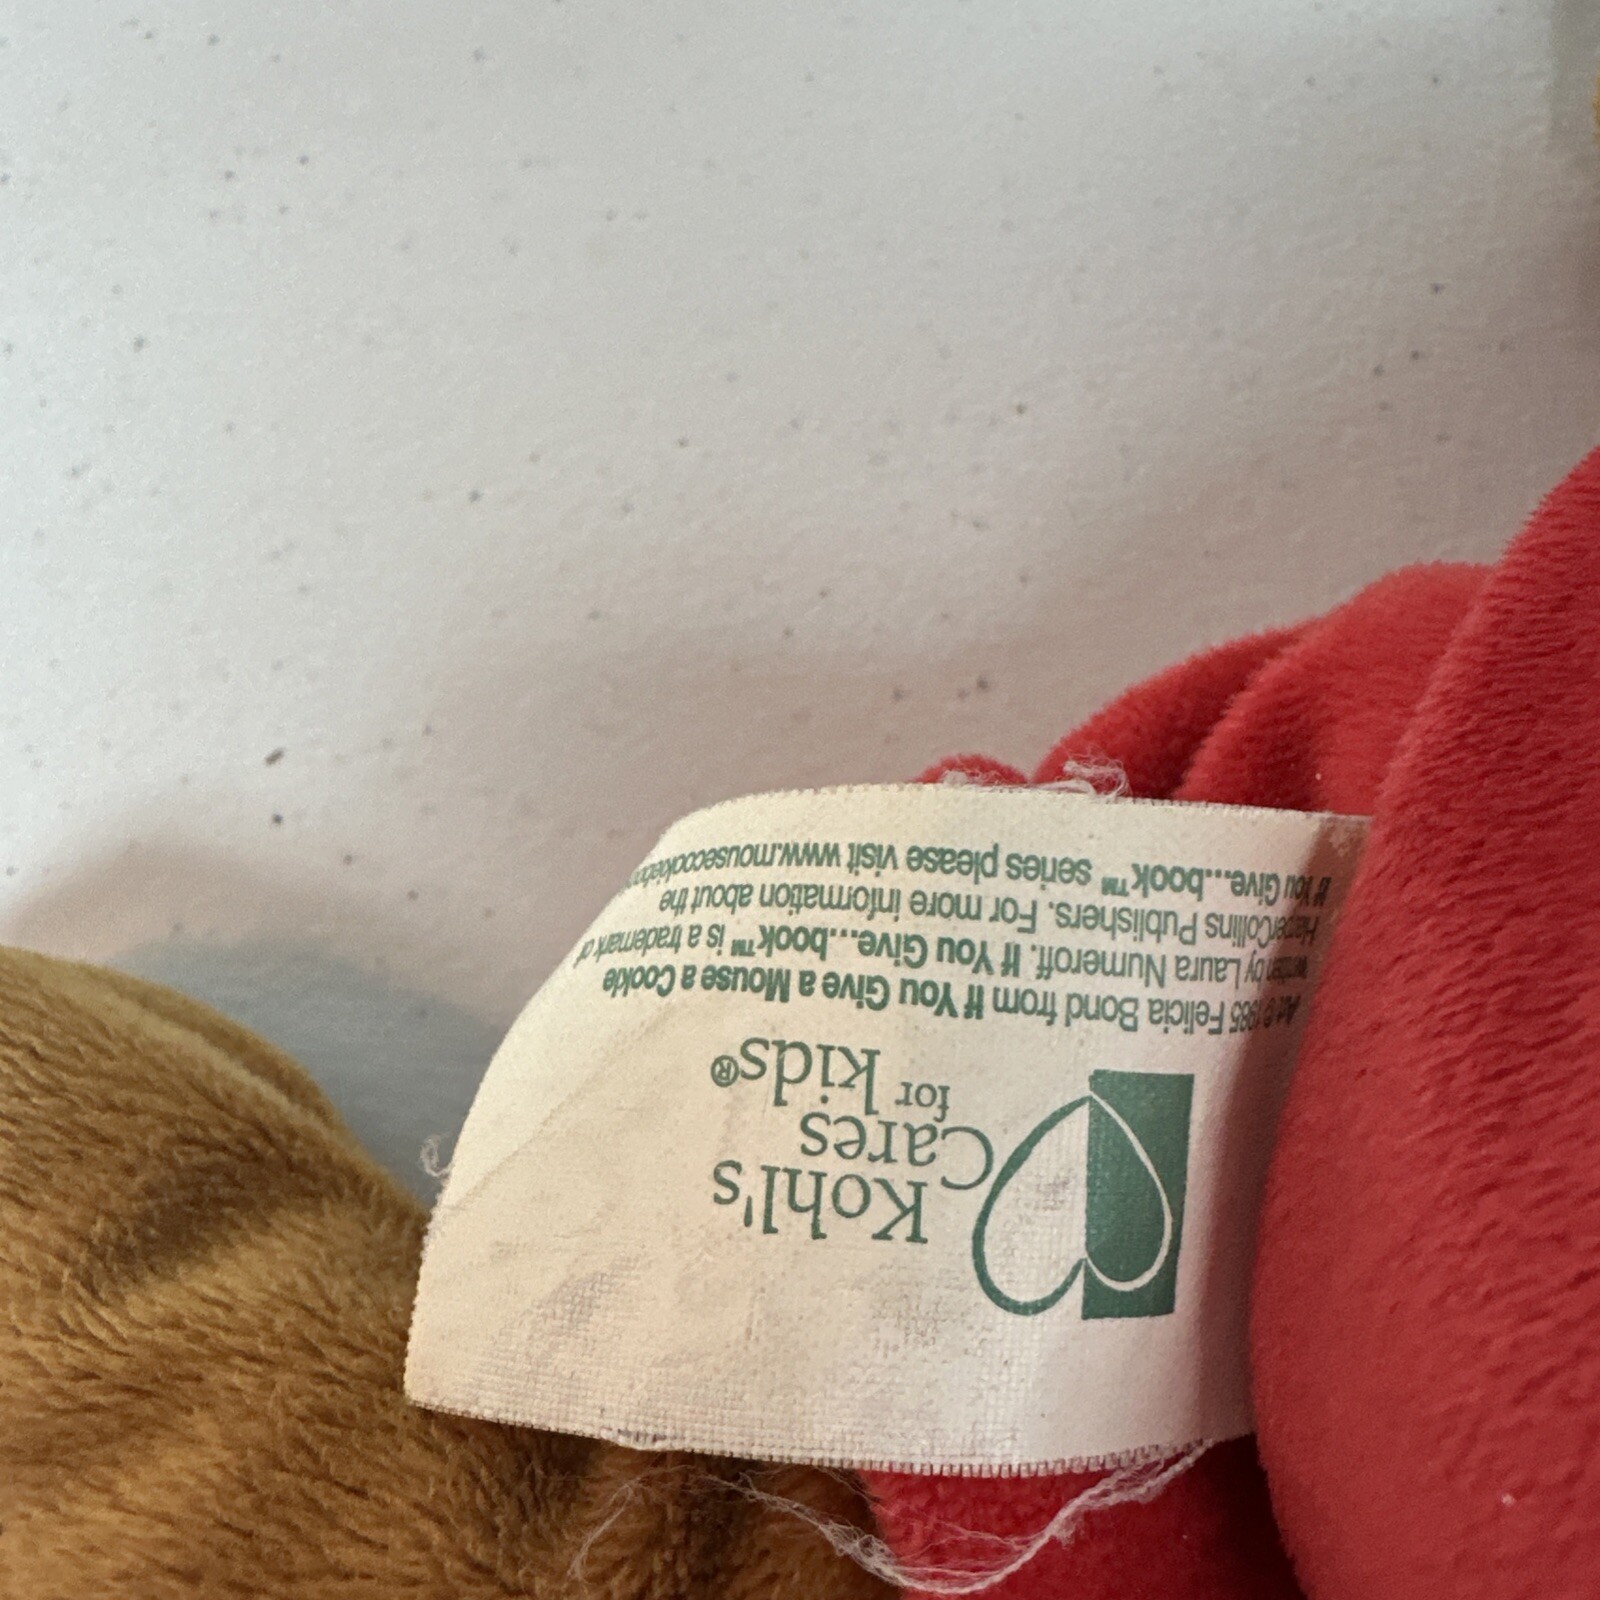 Kohl's
Cares
for kids®
Art © 1985 Felicia Bond from If You Give a Mouse a Cookie
written by Laura Numeroff. If You Give...book™ is a trademark of
HarperCollins Publishers. For more information about the
If You Give...book™ series please visit www.mousecookiebo